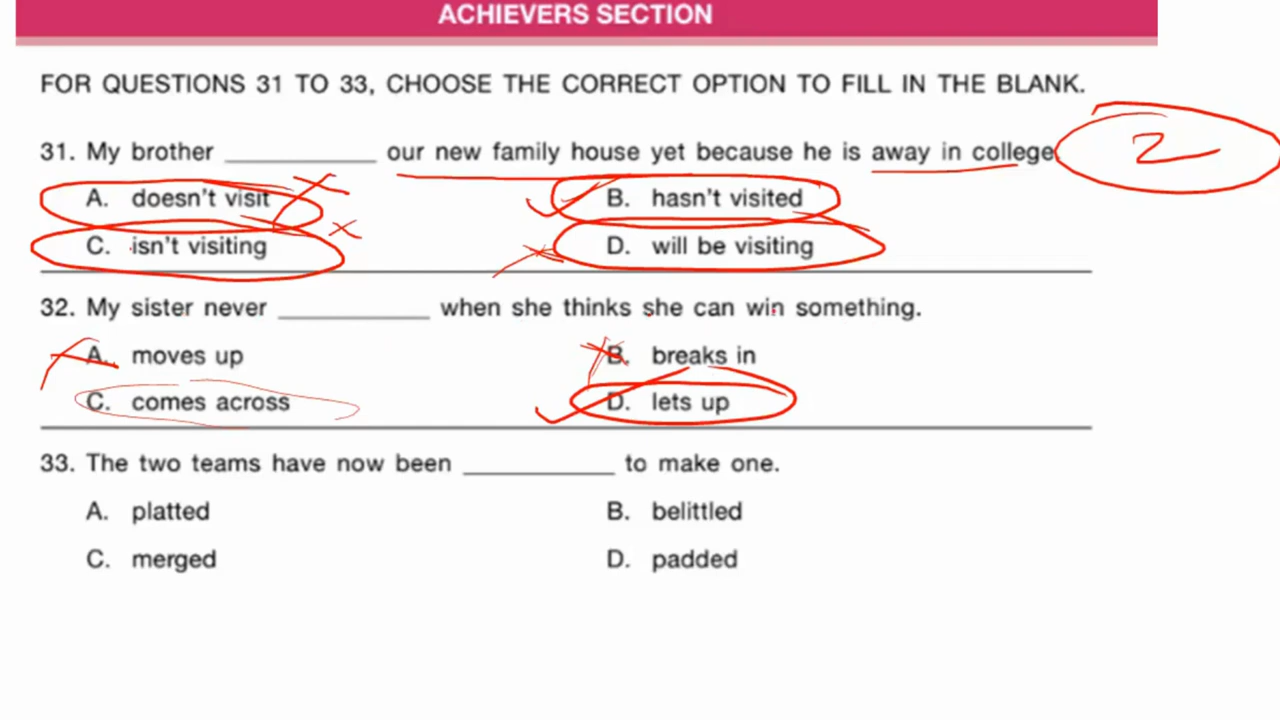 ACHIEVERS SECTION
FOR QUESTIONS 31 TO 33, CHOOSE THE CORRECT OPTION TO FILL IN THE BLANK.
31. My brother ____________ our new family house yet because he is away in college
2
A. doesn't visit B. hasn't visited
C. isn't visiting D. will be visiting
32. My sister never ____________ when she thinks she can win something.
A. moves up B. breaks in
C. comes across D. lets up
33. The two teams have now been ____________ to make one.
A. platted B. belittled
C. merged D. padded